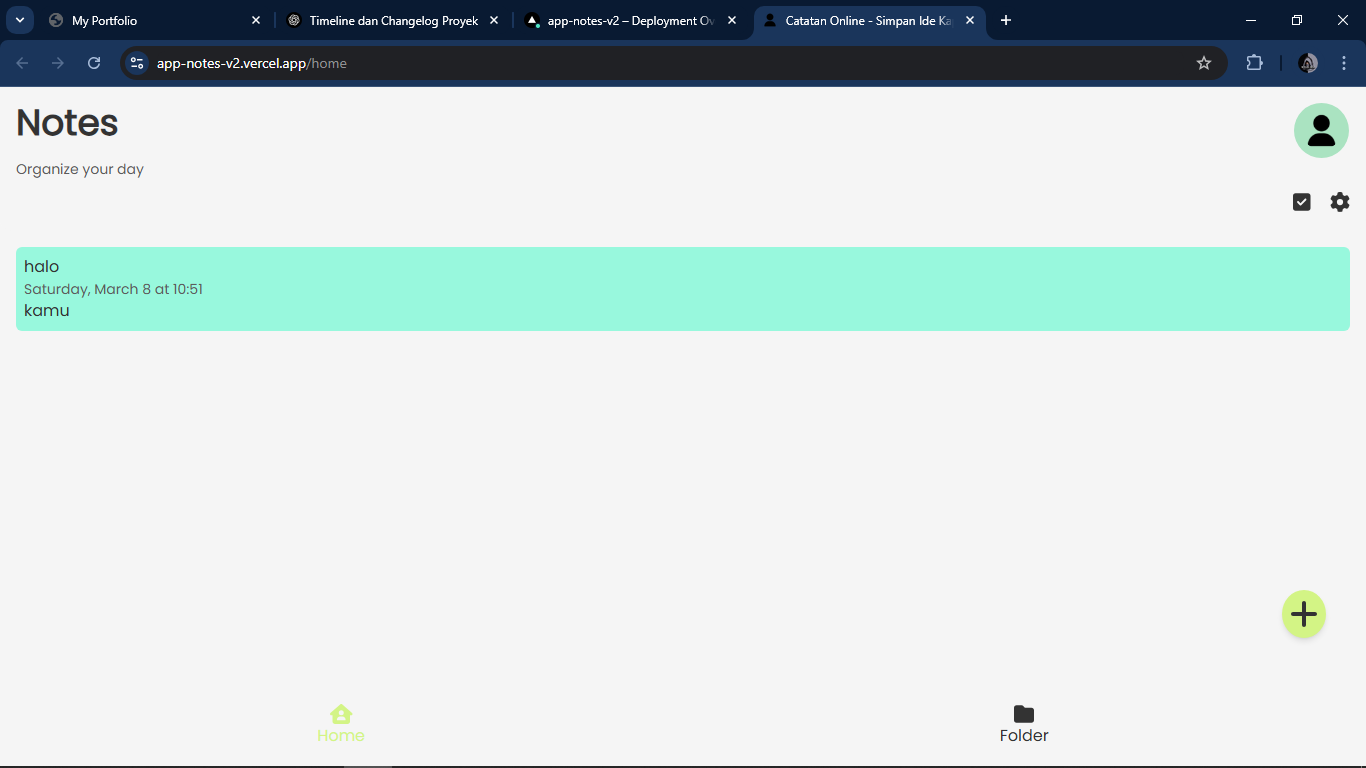 My Portfolio
Timeline dan Changelog Proyek
app-notes-v2 – Deployment Ov
Catatan Online - Simpan Ide Ka
app-notes-v2.vercel.app/home
Notes
Organize your day
halo
Saturday, March 8 at 10:51
kamu
Home
Folder